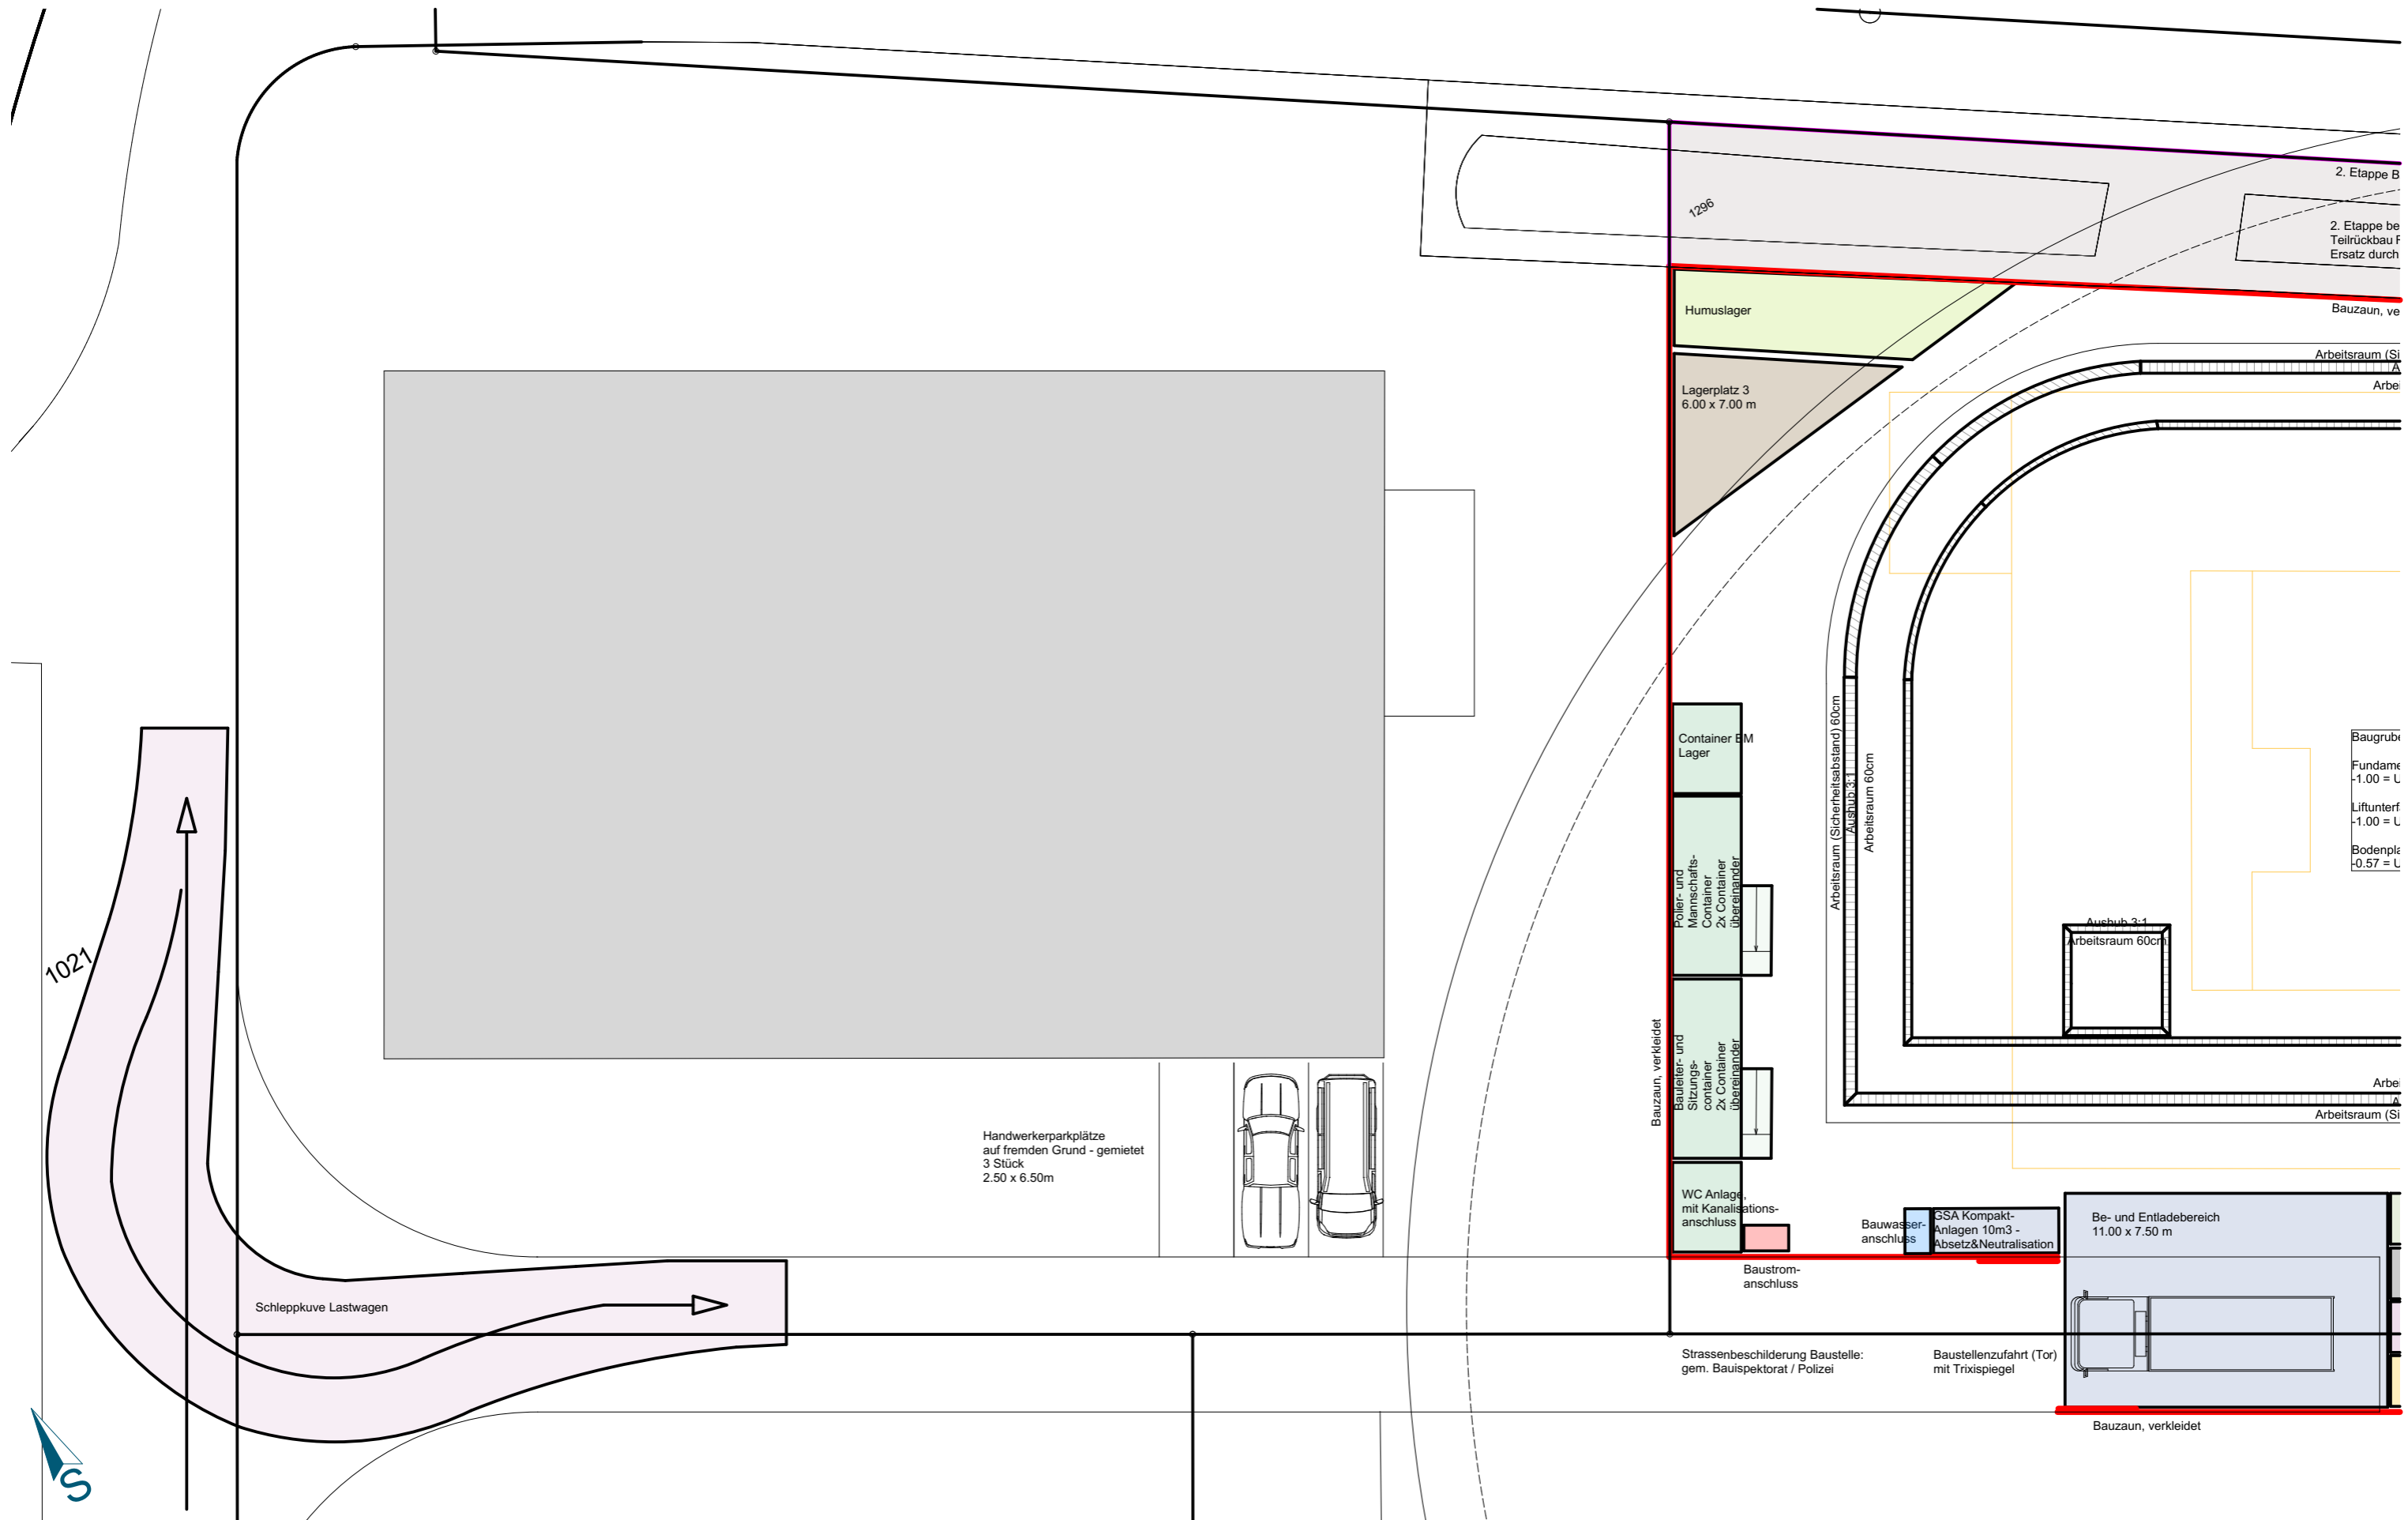 2. Etappe B
1296
2. Etappe be
Teilrückbau F
Ersatz durch
Bauzaun, ve
Humuslager
Arbeitsraum (Si
A
Arbei
Lagerplatz 3
6.00 x 7.00 m
Container BM
Lager
Arbeitsraum (Sicherheitsabstand) 60cm
Aushub 3:1
Arbeitsraum 60cm
Baugrube
Fundame
-1.00 = U
Liftunterf
-1.00 = U
Bodenpla
-0.57 = U
Polier- und
Mannschafts-
Container
2x Container
übereinander
Aushub 3:1
Arbeitsraum 60cm
1021
Bauzaun, verkleidet
Bauleiter- und
Sitzungs-
container
2x Container
übereinander
Arbei
A
Arbeitsraum (Si
Handwerkerparkplätze
auf fremden Grund - gemietet
3 Stück
2.50 x 6.50m
WC Anlage,
mit Kanalisations-
anschluss
Bauwasser-
anschluss
GSA Kompakt-
Anlagen 10m3 -
Absetz&Neutralisation
Be- und Entladebereich
11.00 x 7.50 m
Baustrom-
anschluss
Schleppkuve Lastwagen
Strassenbeschilderung Baustelle:
gem. Bauispektorat / Polizei
Baustellenzufahrt (Tor)
mit Trixispiegel
Bauzaun, verkleidet
S